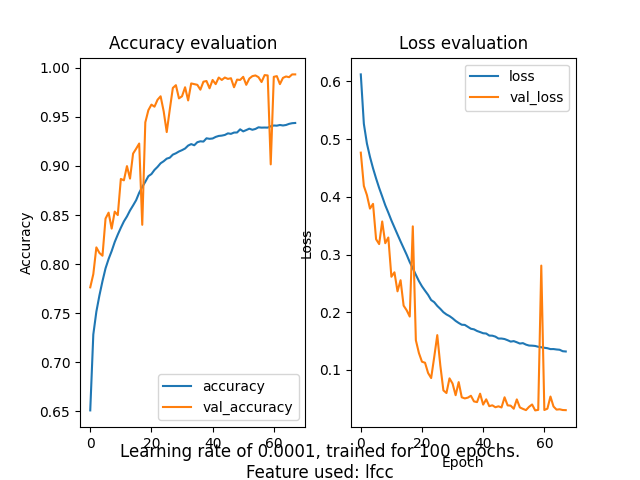 Accuracy evaluation
Loss evaluation
1.00
0.95
0.90
0.85
0.80
0.75
0.70
0.65
Accuracy
accuracy
val_accuracy
0
20
40
60
0.6
0.5
0.4
0.3
0.2
0.1
Loss
loss
val_loss
0
20
40
60
Epoch
Learning rate of 0.0001, trained for 100 epochs.
Feature used: lfcc